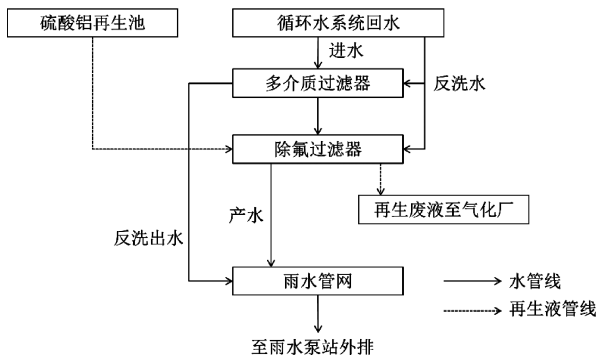 硫酸铝再生池
循环水系统回水
进水
多介质过滤器
反洗水
除氟过滤器
再生废液至气化厂
产水
反洗出水
雨水管网
水管线
再生液管线
至雨水泵站外排